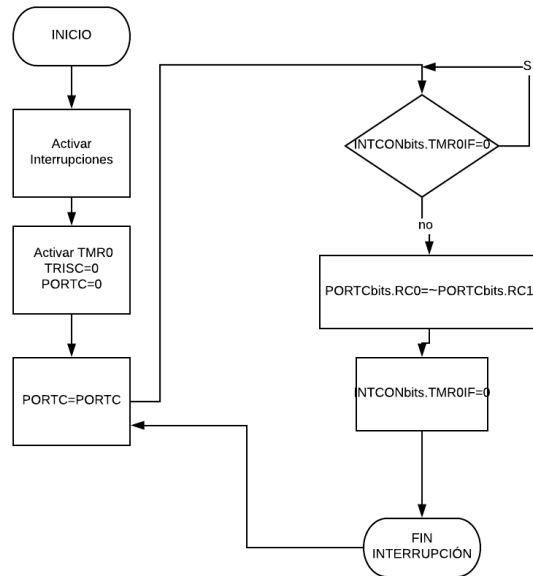 INICIO
Activar
Interrupciones
Activar TMR0
TRISC=0
PORTC=0
PORTC=PORTC
S
INTCONbits.TMR0IF=0
no
PORTCbits.RC0=~PORTCbits.RC1
INTCONbits.TMR0IF=0
FIN
INTERRUPCIÓN